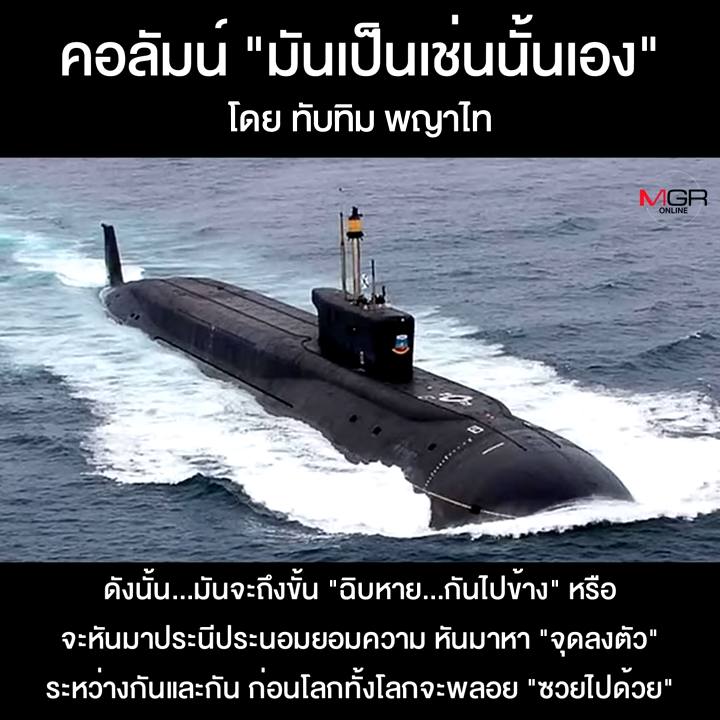 คอลัมน์ "มันเป็นเช่นนั้นเอง"
โดย ทับทิม พญาไท
MGR
ONLINE
ดังนั้น...มันจะถึงขั้น "ฉิบหาย...กันไปข้าง" หรือ
จะหันมาประนีประนอมยอมความ หันมาหา "จุดลงตัว"
ระหว่างกันและกัน ก่อนโลกทั้งโลกจะพลอย "ซวยไปด้วย"